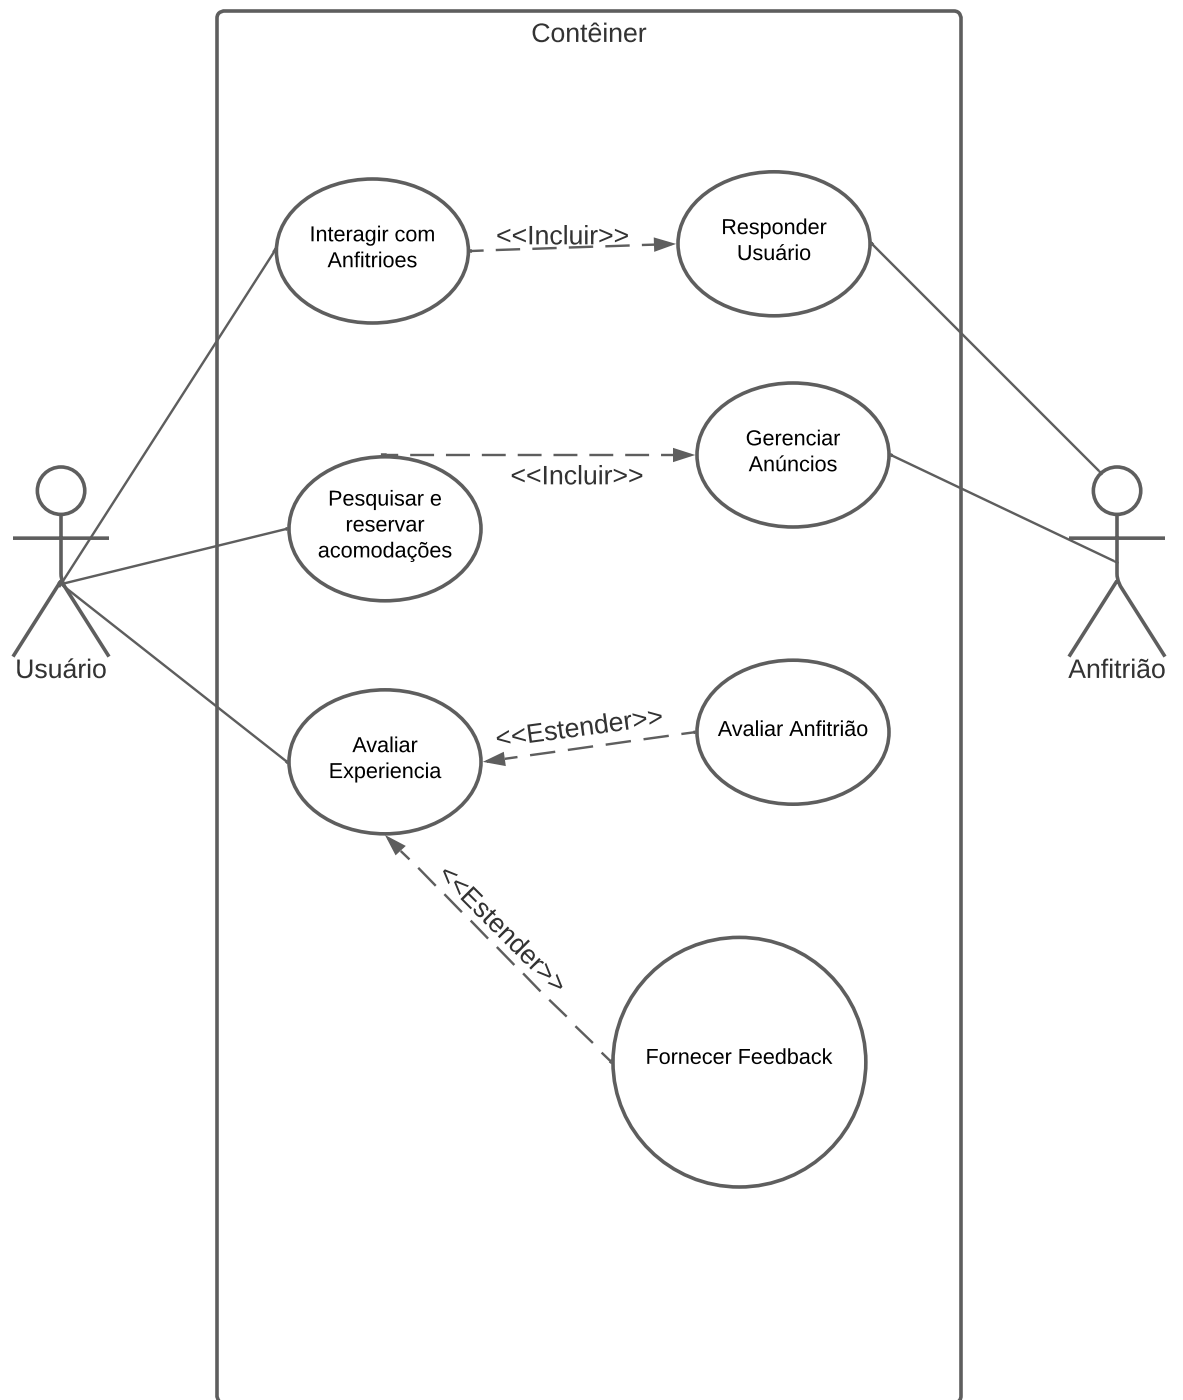 Contêiner
Interagir com
Anfitrioes
<<Incluir>>
Responder
Usuário
Gerenciar
Anúncios
<<Incluir>>
Pesquisar e
reservar
acomodações
Usuário
Anfitrião
Avaliar
Experiencia
<<Estender>>
Avaliar Anfitrião
<<Estender>>
Fornecer Feedback